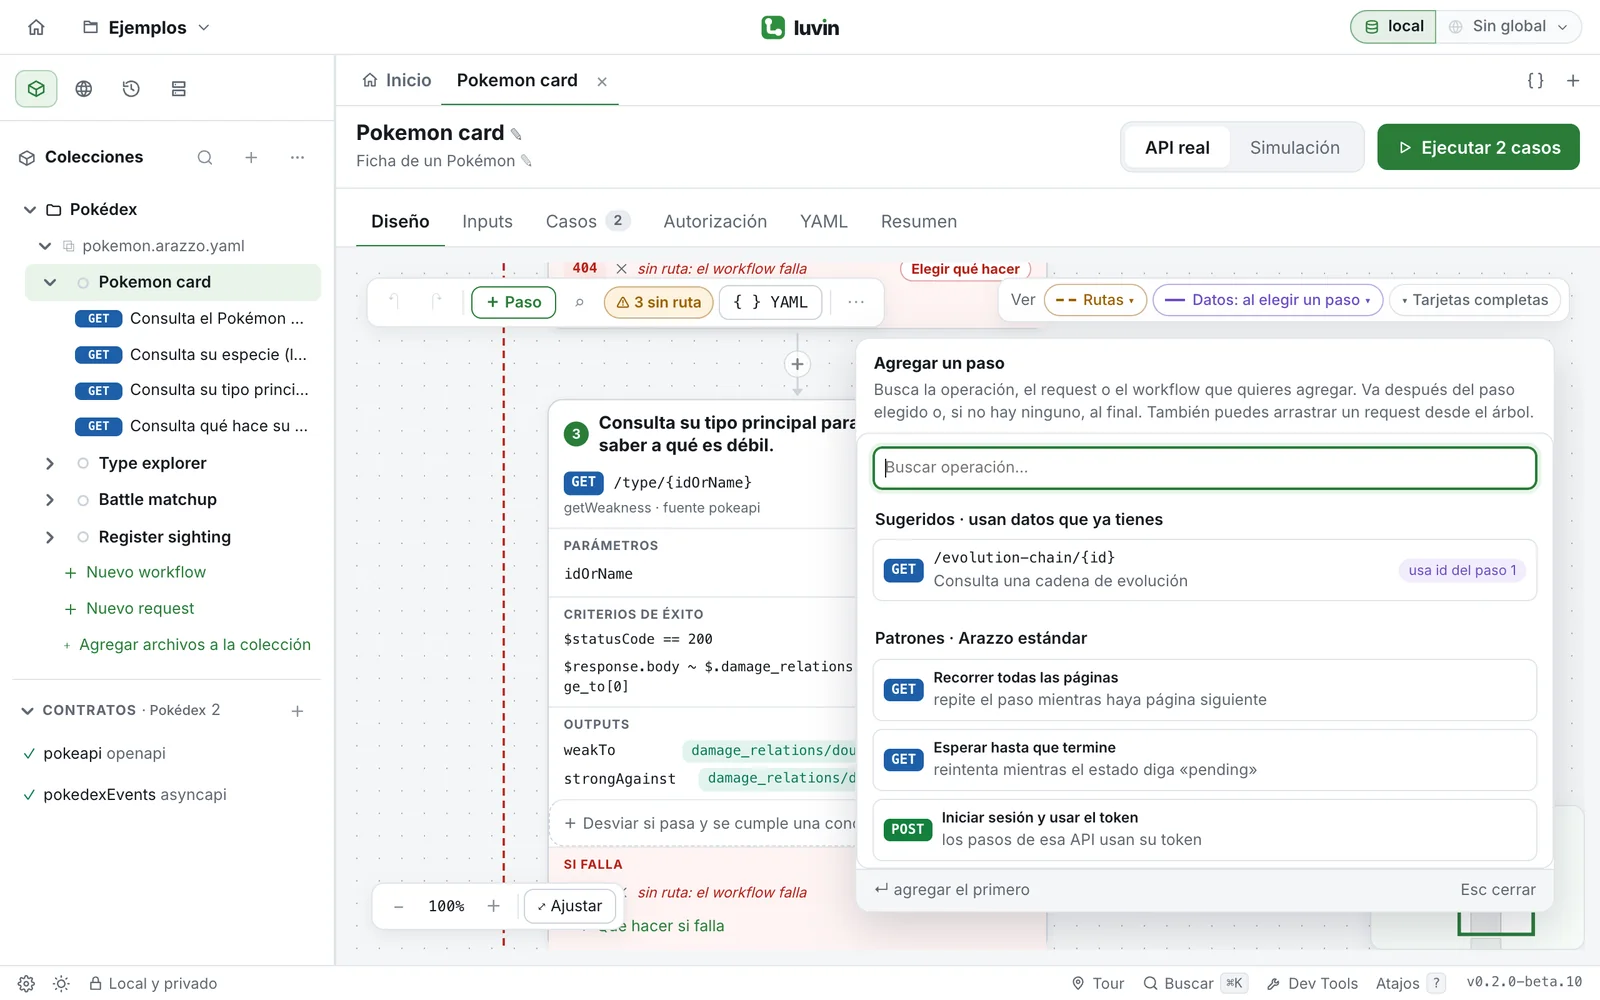 Ejemplos
luvin
local
Sin global
Inicio
Pokemon card
Pokemon card
Ficha de un Pokémon
API real
Simulación
Ejecutar 2 casos
Colecciones
Pokédex
pokemon.arazzo.yaml
Pokemon card
GET Consulta el Pokémon ...
GET Consulta su especie (l...
GET Consulta su tipo princi...
GET Consulta qué hace su ...
Type explorer
Battle matchup
Register sighting
+ Nuevo workflow
+ Nuevo request
+ Agregar archivos a la colección
CONTRATOS · Pokédex 2
pokeapi openapi
pokedexEvents asyncapi
Diseño
Inputs
Casos 2
Autorización
YAML
Resumen
404 sin ruta: el workflow falla
Elegir qué hacer
+ Paso
3 sin ruta
{ } YAML
...
Ver
Rutas
Datos: al elegir un paso
Tarjetas completas
3 Consulta su tipo principal para
saber a qué es débil.
GET /type/{idOrName}
getWeakness · fuente pokeapi
PARÁMETROS
idOrName
CRITERIOS DE ÉXITO
$statusCode == 200
$response.body ~ $.damage_relations
ge_to[0]
OUTPUTS
weakTo damage_relations/dou
strongAgainst damage_relations/d
+ Desviar si pasa y se cumple una con
SI FALLA
sin ruta: el workflow falla
hacer si falla
− 100% +
Ajustar
Agregar un paso
Busca la operación, el request o el workflow que quieres agregar. Va después del paso
elegido o, si no hay ninguno, al final. También puedes arrastrar un request desde el árbol.
Buscar operación...
Sugeridos · usan datos que ya tienes
GET /evolution-chain/{id}
Consulta una cadena de evolución
usa id del paso 1
Patrones · Arazzo estándar
GET Recorrer todas las páginas
repite el paso mientras haya página siguiente
GET Esperar hasta que termine
reintenta mientras el estado diga «pending»
POST Iniciar sesión y usar el token
los pasos de esa API usan su token
↵ agregar el primero
Esc cerrar
Local y privado
Tour
Buscar ⌘K
Dev Tools
Atajos ?
v0.2.0-beta.10